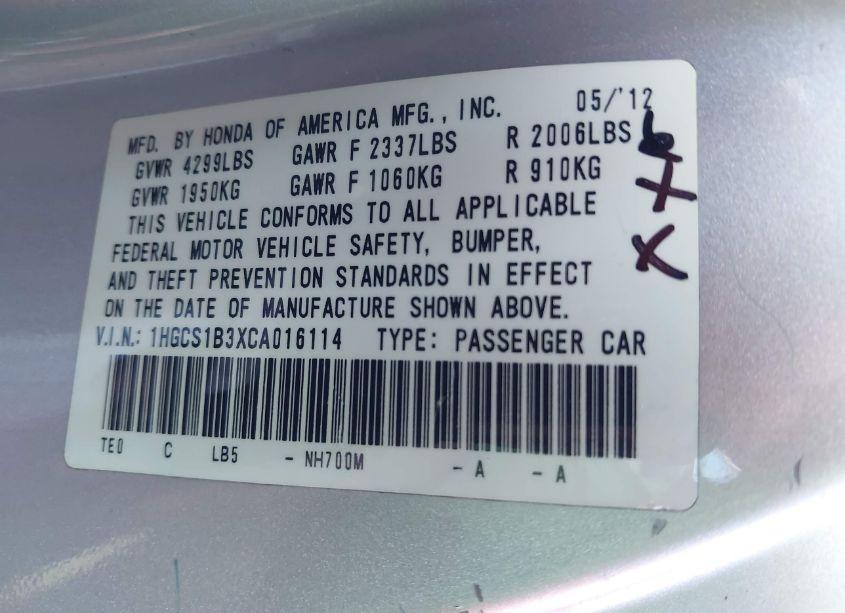 MFD. BY HONDA OF AMERICA MFG., INC. 05/'12
GVWR 4299LBS GAWR F 2337LBS R 2006LBS
GVWR 1950KG GAWR F 1060KG R 910KG
THIS VEHICLE CONFORMS TO ALL APPLICABLE
FEDERAL MOTOR VEHICLE SAFETY, BUMPER,
AND THEFT PREVENTION STANDARDS IN EFFECT
ON THE DATE OF MANUFACTURE SHOWN ABOVE.
V.I.N.: 1HGCS1B3XCA016114 TYPE: PASSENGER CAR
TE0 C LB5 - NH700M - A - A